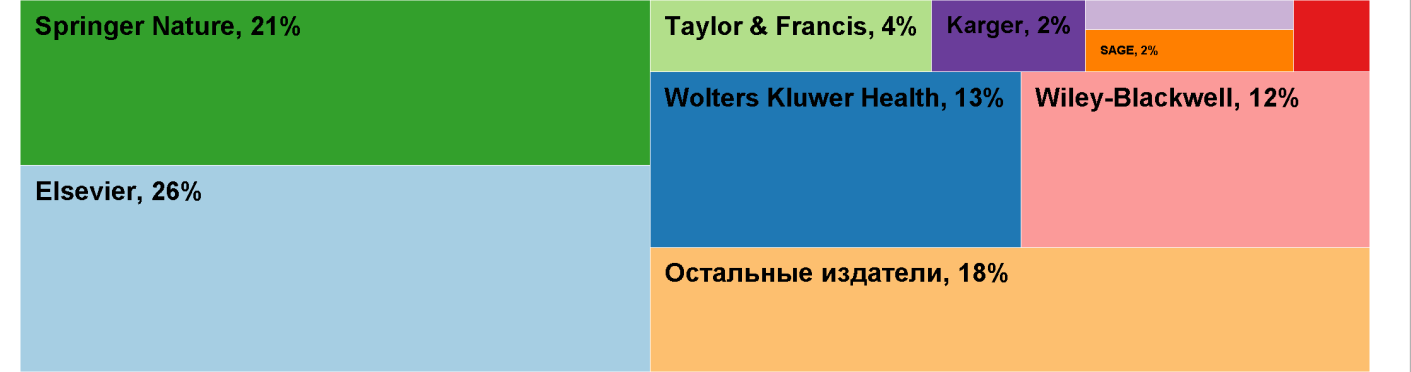 Springer Nature, 21%
Taylor & Francis, 4%
Karger, 2%
SAGE, 2%
Wolters Kluwer Health, 13%
Wiley-Blackwell, 12%
Elsevier, 26%
Остальные издатели, 18%